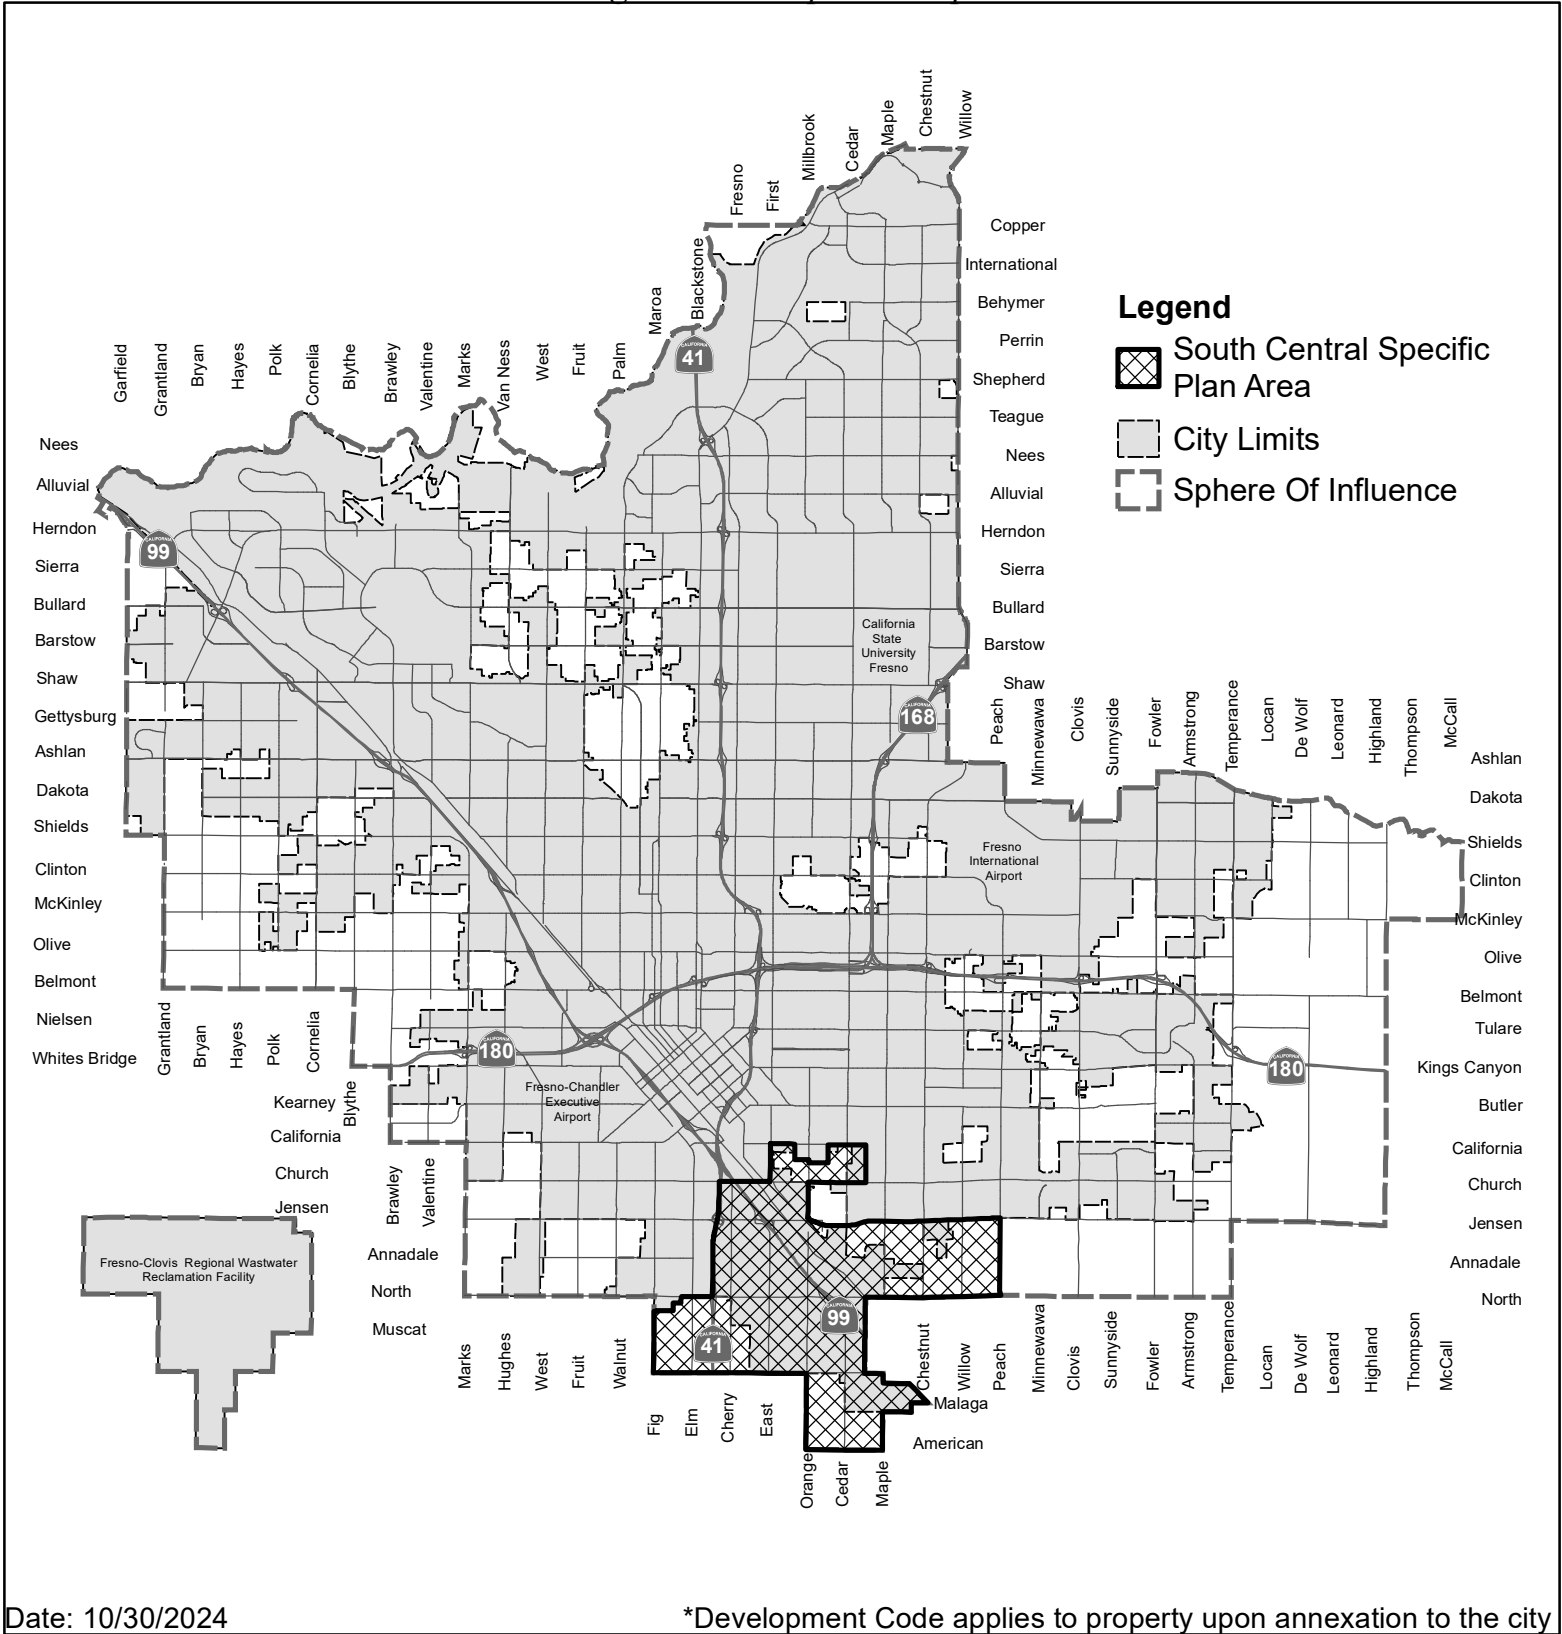 Chestnut
Willow
Maple
Millbrook
Cedar
Fresno
First
Blackstone
Maroa
Copper
International
Behymer
Perrin
Shepherd
Teague
Nees
Alluvial
Herndon
Sierra
Bullard
Barstow
Shaw
Legend
South Central Specific
Plan Area
City Limits
Sphere Of Influence
Garfield
Grantland
Bryan
Hayes
Polk
Cornelia
Blythe
Brawley
Valentine
Marks
Van Ness
West
Fruit
Palm
CALIFORNIA
41
Nees
Alluvial
Herndon
Sierra
Bullard
Barstow
Shaw
Gettysburg
Ashlan
Dakota
Shields
Clinton
McKinley
Olive
Belmont
Nielsen
Whites Bridge
CALIFORNIA
99
California
State
University
Fresno
CALIFORNIA
168
Peach
Minnewawa
Clovis
Sunnyside
Fowler
Armstrong
Temperance
Locan
De Wolf
Leonard
Highland
Thompson
McCall
Ashlan
Dakota
Shields
Clinton
McKinley
Olive
Belmont
Tulare
Kings Canyon
Butler
California
Church
Jensen
Annadale
North
Fresno
International
Airport
Grantland
Bryan
Hayes
Polk
Cornelia
Blythe
CALIFORNIA
180
CALIFORNIA
180
Fresno-Chandler
Executive
Airport
Kearney
California
Church
Jensen
Brawley
Valentine
Annadale
North
Muscat
Fresno-Clovis Regional Wastwater
Reclamation Facility
CALIFORNIA
99
CALIFORNIA
41
Marks
Hughes
West
Fruit
Walnut
Fig
Elm
Cherry
East
Orange
Cedar
Maple
Chestnut
Willow
Peach
Minnewawa
Clovis
Sunnyside
Fowler
Armstrong
Temperance
Locan
De Wolf
Leonard
Highland
Thompson
McCall
Malaga
American
Date: 10/30/2024
*Development Code applies to property upon annexation to the city